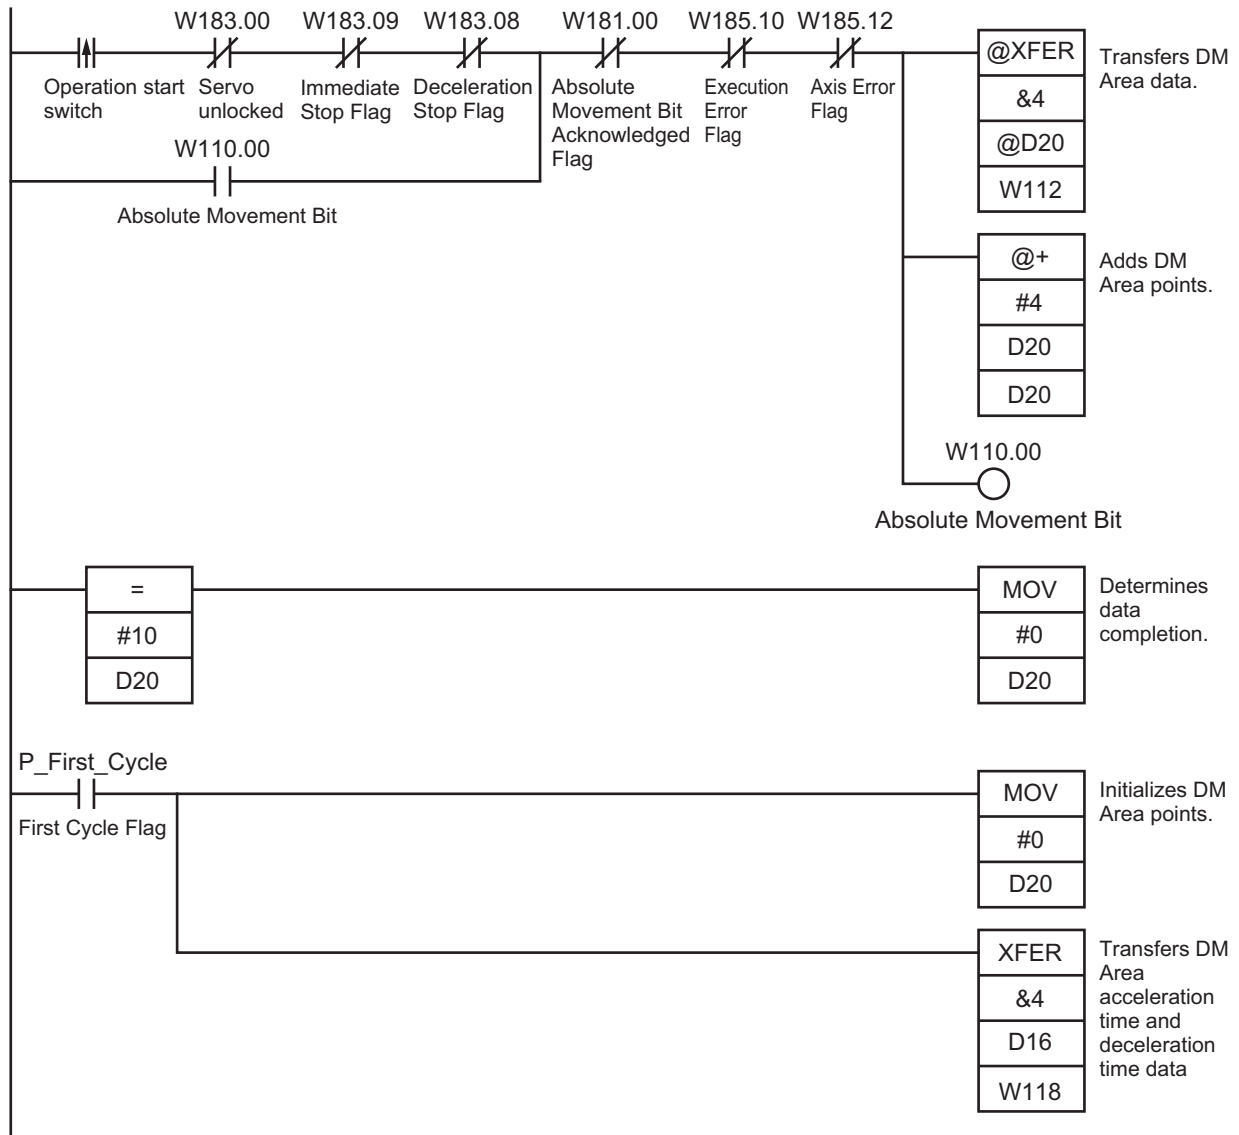 W183.00 W183.09 W183.08 W181.00 W185.10 W185.12
Operation start
switch
Servo
unlocked
Immediate
Stop Flag
Deceleration
Stop Flag
Absolute
Movement Bit
Acknowledged
Flag
Execution
Error
Flag
Axis Error
Flag
@XFER
&4
@D20
W112
Transfers DM
Area data.
W110.00
Absolute Movement Bit
@+
#4
D20
D20
Adds DM
Area points.
W110.00
Absolute Movement Bit
=
#10
D20
MOV
#0
D20
Determines
data
completion.
P_First_Cycle
First Cycle Flag
MOV
#0
D20
Initializes DM
Area points.
XFER
&4
D16
W118
Transfers DM
Area
acceleration
time and
deceleration
time data